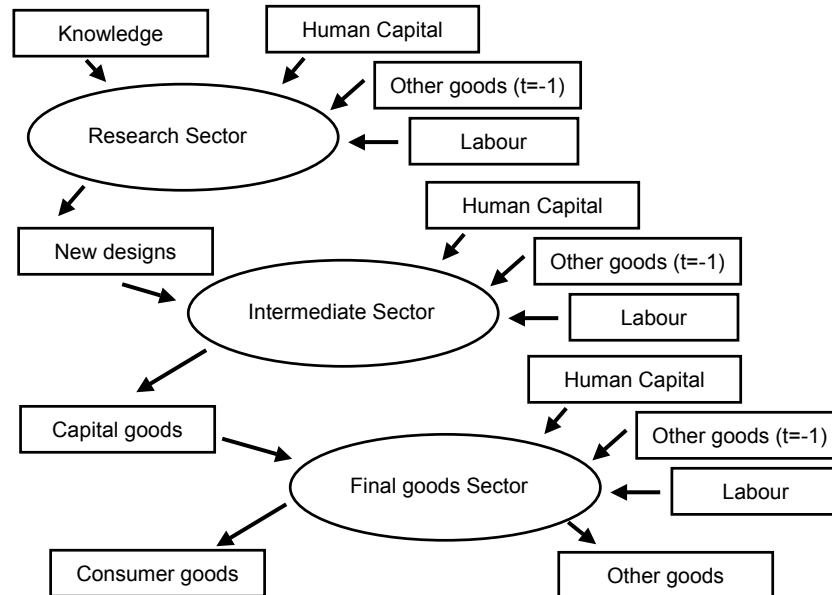 Knowledge
Human Capital
Other goods (t=-1)
Research Sector
Labour
Human Capital
New designs
Other goods (t=-1)
Intermediate Sector
Labour
Human Capital
Capital goods
Other goods (t=-1)
Final goods Sector
Labour
Consumer goods
Other goods